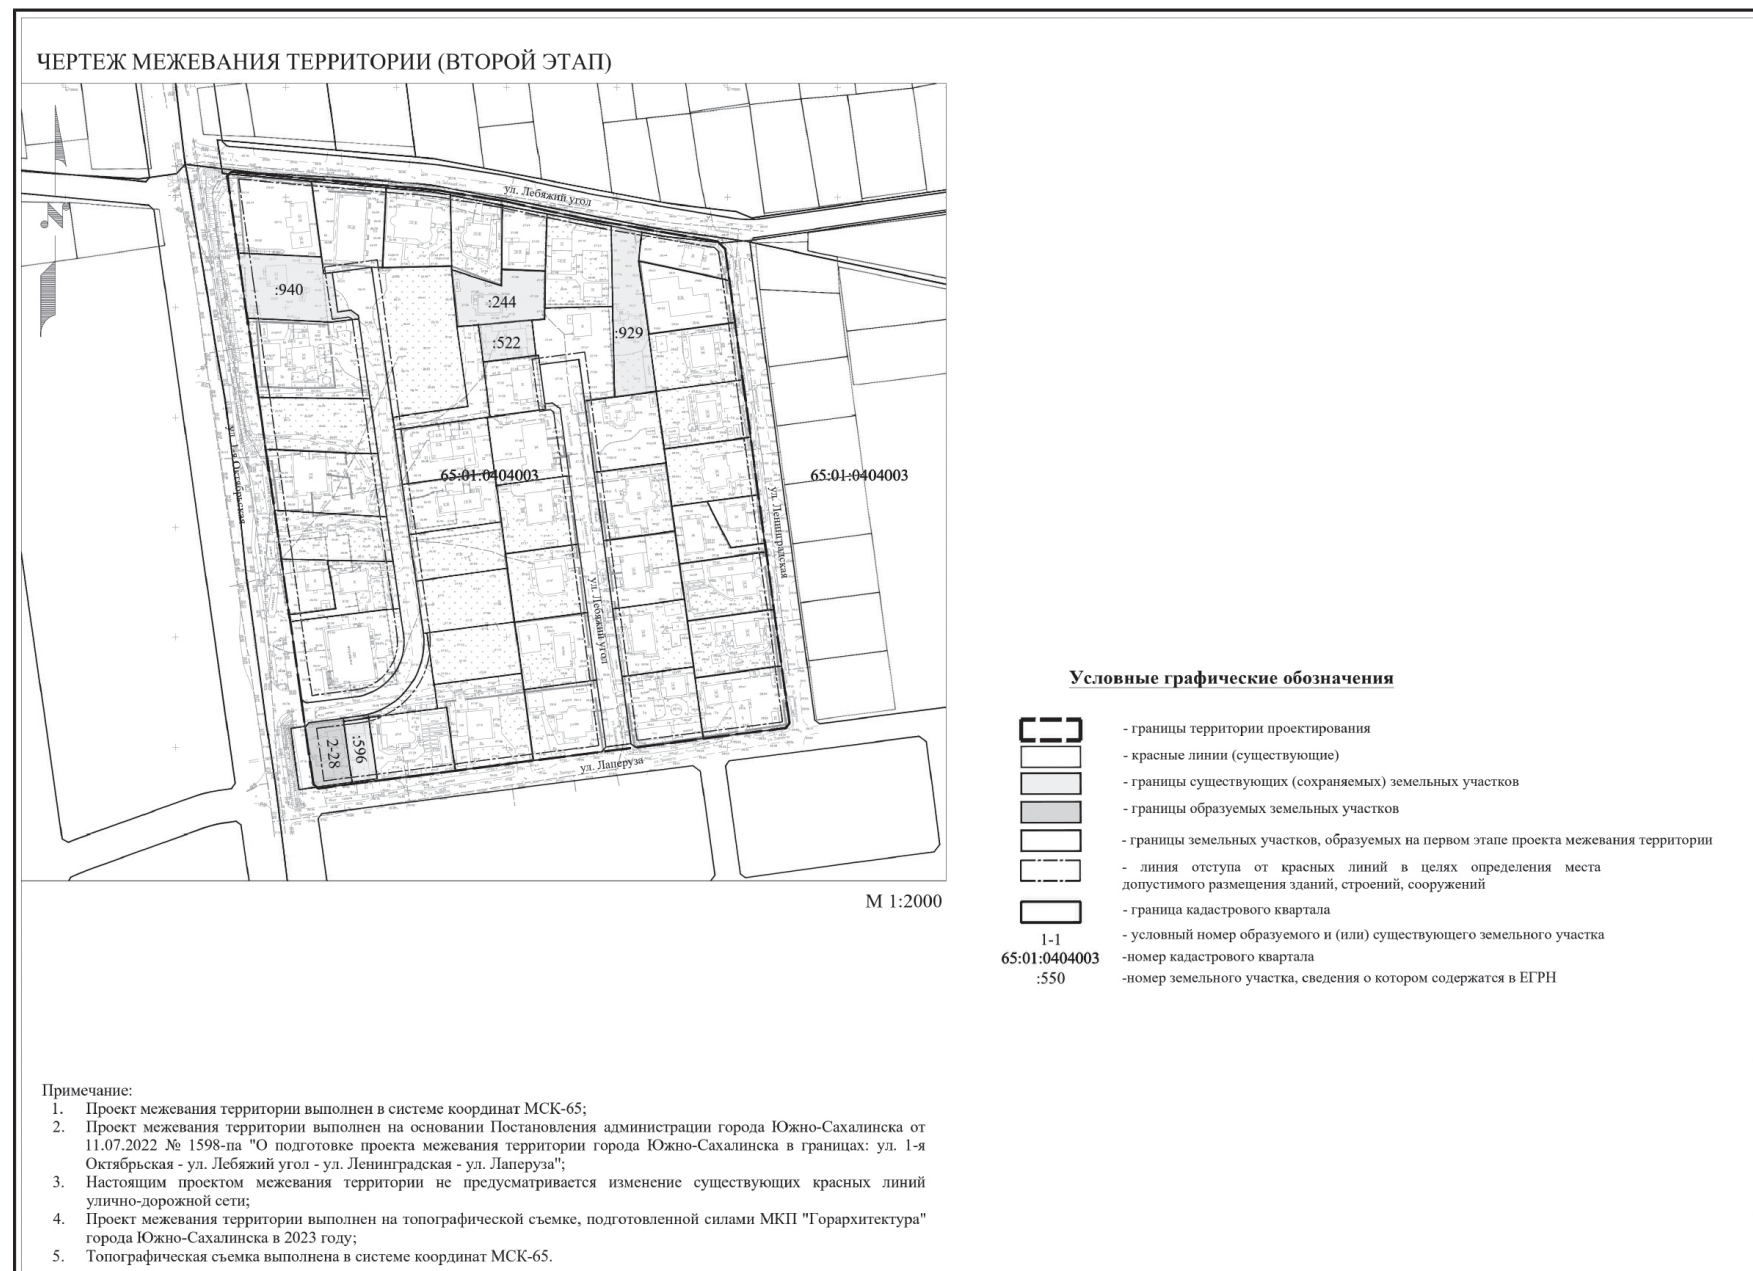 ЧЕРТЕЖ МЕЖЕВАНИЯ ТЕРРИТОРИИ (ВТОРОЙ ЭТАП)
ул. Лебяжий угол
:940
:244
:929
:522
ул. 1-я Октябрьская
65:01:0404003
65:01:0404003
ул. Ленинградская
ул. Лебяжий угол
2-28
:596
ул. Лаперуза
М 1:2000
Условные графические обозначения
- границы территории проектирования
- красные линии (существующие)
- границы существующих (сохраняемых) земельных участков
- границы образуемых земельных участков
- границы земельных участков, образуемых на первом этапе проекта межевания территории
- линия отступа от красных линий в целях определения места
допустимого размещения зданий, строений, сооружений
- граница кадастрового квартала
1-1 - условный номер образуемого и (или) существующего земельного участка
65:01:0404003 -номер кадастрового квартала
:550 -номер земельного участка, сведения о котором содержатся в ЕГРН
Примечание:
1. Проект межевания территории выполнен в системе координат МСК-65;
2. Проект межевания территории выполнен на основании Постановления администрации города Южно-Сахалинска от
11.07.2022 № 1598-па "О подготовке проекта межевания территории города Южно-Сахалинска в границах: ул. 1-я
Октябрьская - ул. Лебяжий угол - ул. Ленинградская - ул. Лаперуза";
3. Настоящим проектом межевания территории не предусматривается изменение существующих красных линий
улично-дорожной сети;
4. Проект межевания территории выполнен на топографической съемке, подготовленной силами МКП "Горархитектура"
города Южно-Сахалинска в 2023 году;
5. Топографическая съемка выполнена в системе координат МСК-65.